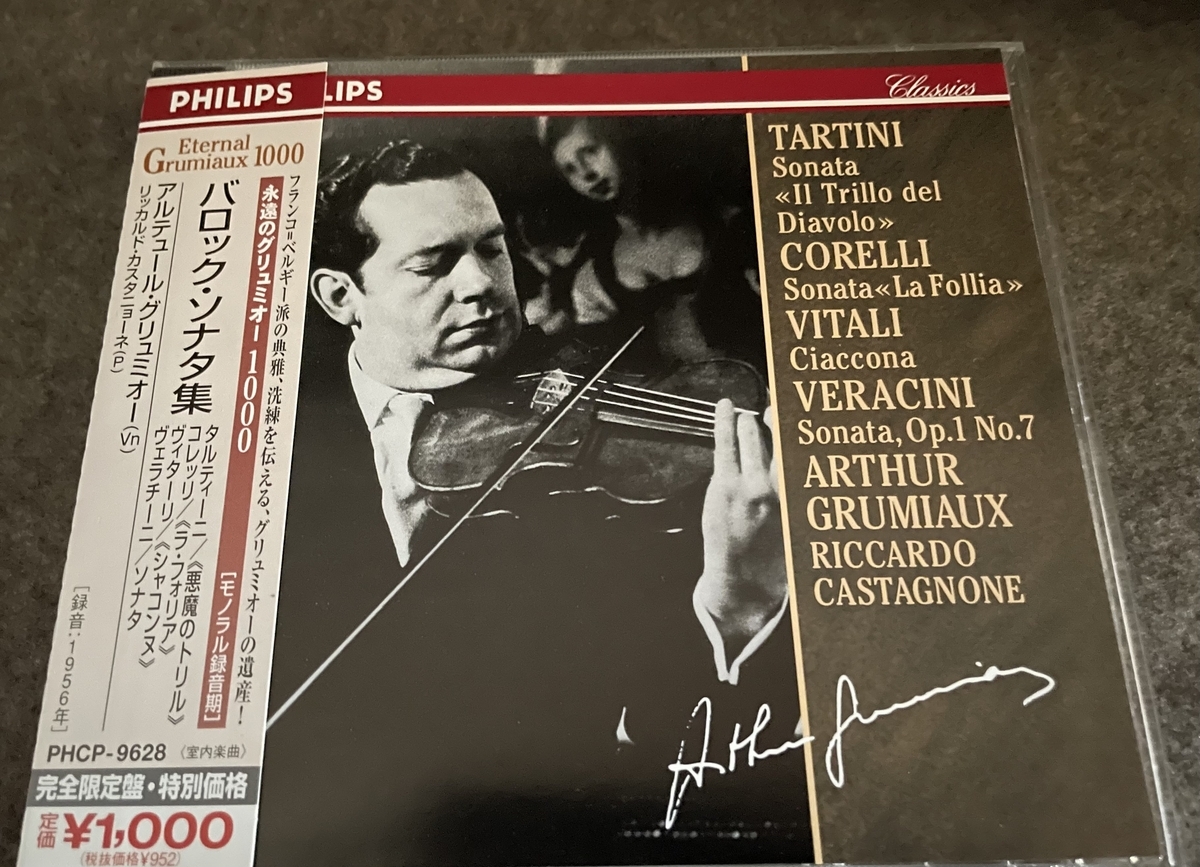 PHILIPS
Eternal
Grumiaux 1000
フランコ=ベルギー派の典雅、洗練を伝える、グリュミオーの遺産!
永遠のグリュミオー 1000
[モノラル録音期]
バロック・ソナタ集
タルティーニ/《悪魔のトリル》
コレッリ/《ラ・フォリア》
ヴィターリ/《シャコンヌ》
ヴェラチーニ/ソナタ
アルテュール・グリュミオー(Vn)
リッカルド・カスタニョーネ(P)
[録音:1956年]
PHCP-9628 〈室内楽曲〉
完全限定盤・特別価格
定価 ¥1,000
(税抜価格¥952)
LIPS
Classics
TARTINI
Sonata
«Il Trillo del
Diavolo»
CORELLI
Sonata«La Follia»
VITALI
Ciaccona
VERACINI
Sonata, Op.1 No.7
ARTHUR
GRUMIAUX
RICCARDO
CASTAGNONE
Arthur Grumiaux